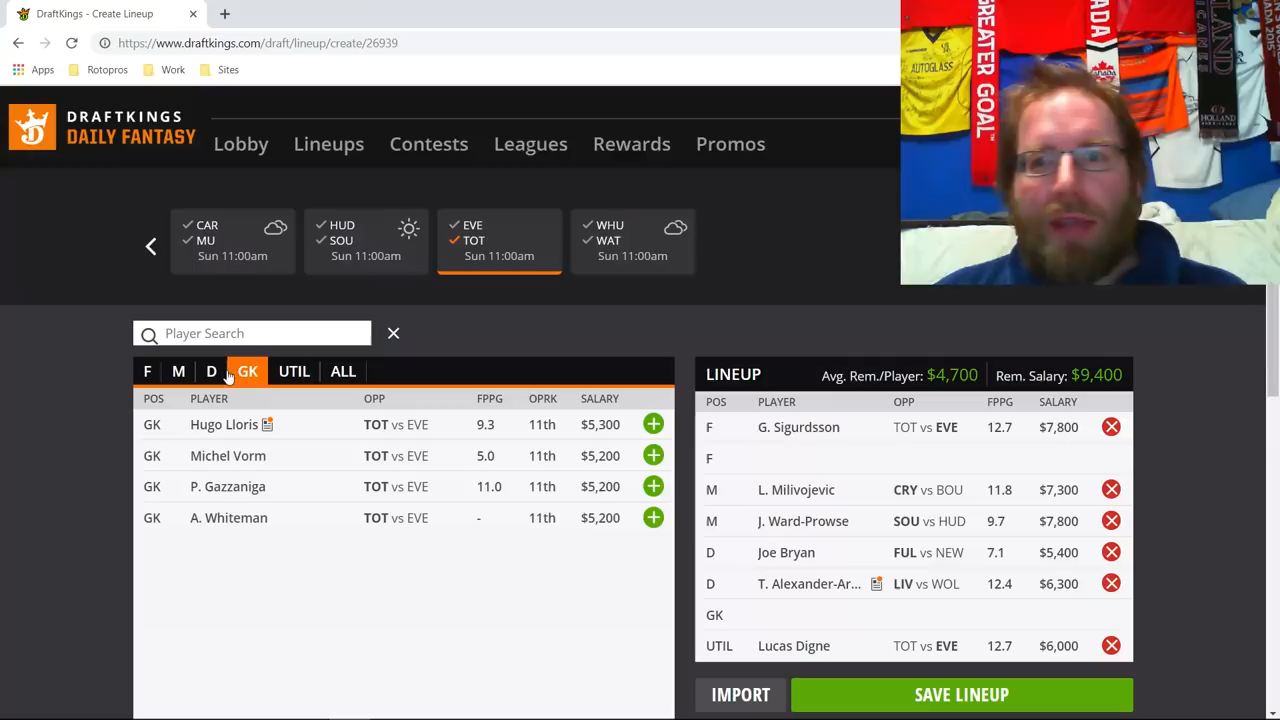 DraftKings - Create Lineup
https://www.draftkings.com/draft/lineup/create/26939
Apps Rotopros Work Sites
DRAFTKINGS
DAILY FANTASY
Lobby Lineups Contests Leagues Rewards Promos
CAR
MU
Sun 11:00am
HUD
SOU
Sun 11:00am
EVE
TOT
Sun 11:00am
WHU
WAT
Sun 11:00am
GREATER GOAL
AUTOGLASS
HOLLAND
Player Search
F M D GK UTIL ALL
POS PLAYER OPP FPPG OPRK SALARY
GK Hugo Lloris TOT vs EVE 9.3 11th $5,300
GK Michel Vorm TOT vs EVE 5.0 11th $5,200
GK P. Gazzaniga TOT vs EVE 11.0 11th $5,200
GK A. Whiteman TOT vs EVE - 11th $5,200
LINEUP Avg. Rem./Player: $4,700 Rem. Salary: $9,400
POS PLAYER OPP FPPG SALARY
F G. Sigurdsson TOT vs EVE 12.7 $7,800
F
M L. Milivojevic CRY vs BOU 11.8 $7,300
M J. Ward-Prowse SOU vs HUD 9.7 $7,800
D Joe Bryan FUL vs NEW 7.1 $5,400
D T. Alexander-Ar... LIV vs WOL 12.4 $6,300
GK
UTIL Lucas Digne TOT vs EVE 12.7 $6,000
IMPORT SAVE LINEUP